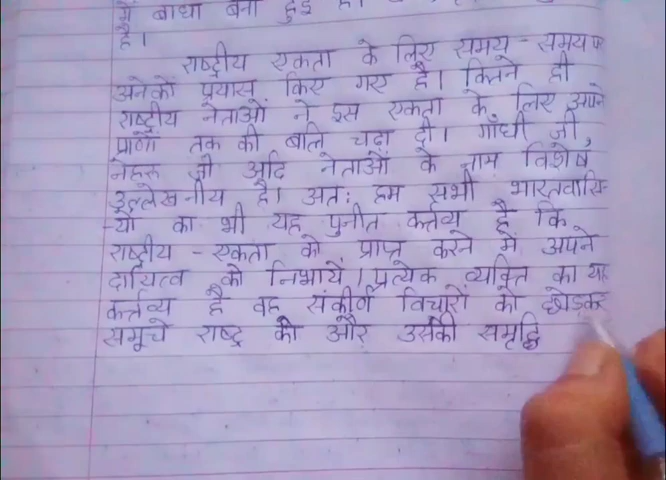 में बाधा बनी हुई
है।
राष्ट्रीय एकता के लिए समय - समय पर
अनेकों प्रयास किए गए है। कितने ही
राष्ट्रीय नेताओं ने इस एकता के लिए अपने
प्राणों तक की बलि चढ़ा दी। गाँधी जी,
नेहरू जी आदि नेताओं के नाम विशेष
उल्लेखनीय है। अतः हम सभी भारतवासि-
-यों का भी यह पुनीत कर्त्तव्य है कि
राष्ट्रीय - एकता को प्राप्त करने में अपने
दायित्व को निभायें। प्रत्येक व्यक्ति का यह
कर्त्तव्य है वह संकीर्ण विचारों को छोड़कर
समूचे राष्ट्र की और उसकी समृद्धि